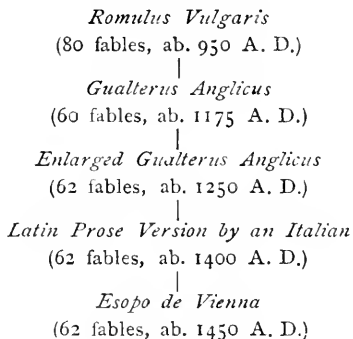 Romulus Vulgaris
(80 fables, ab. 950 A. D.)
Gualterus Anglicus
(60 fables, ab. 1175 A. D.)
Enlarged Gualterus Anglicus
(62 fables, ab. 1250 A. D.)
Latin Prose Version by an Italian
(62 fables, ab. 1400 A. D.)
Esopo de Vienna
(62 fables, ab. 1450 A. D.)